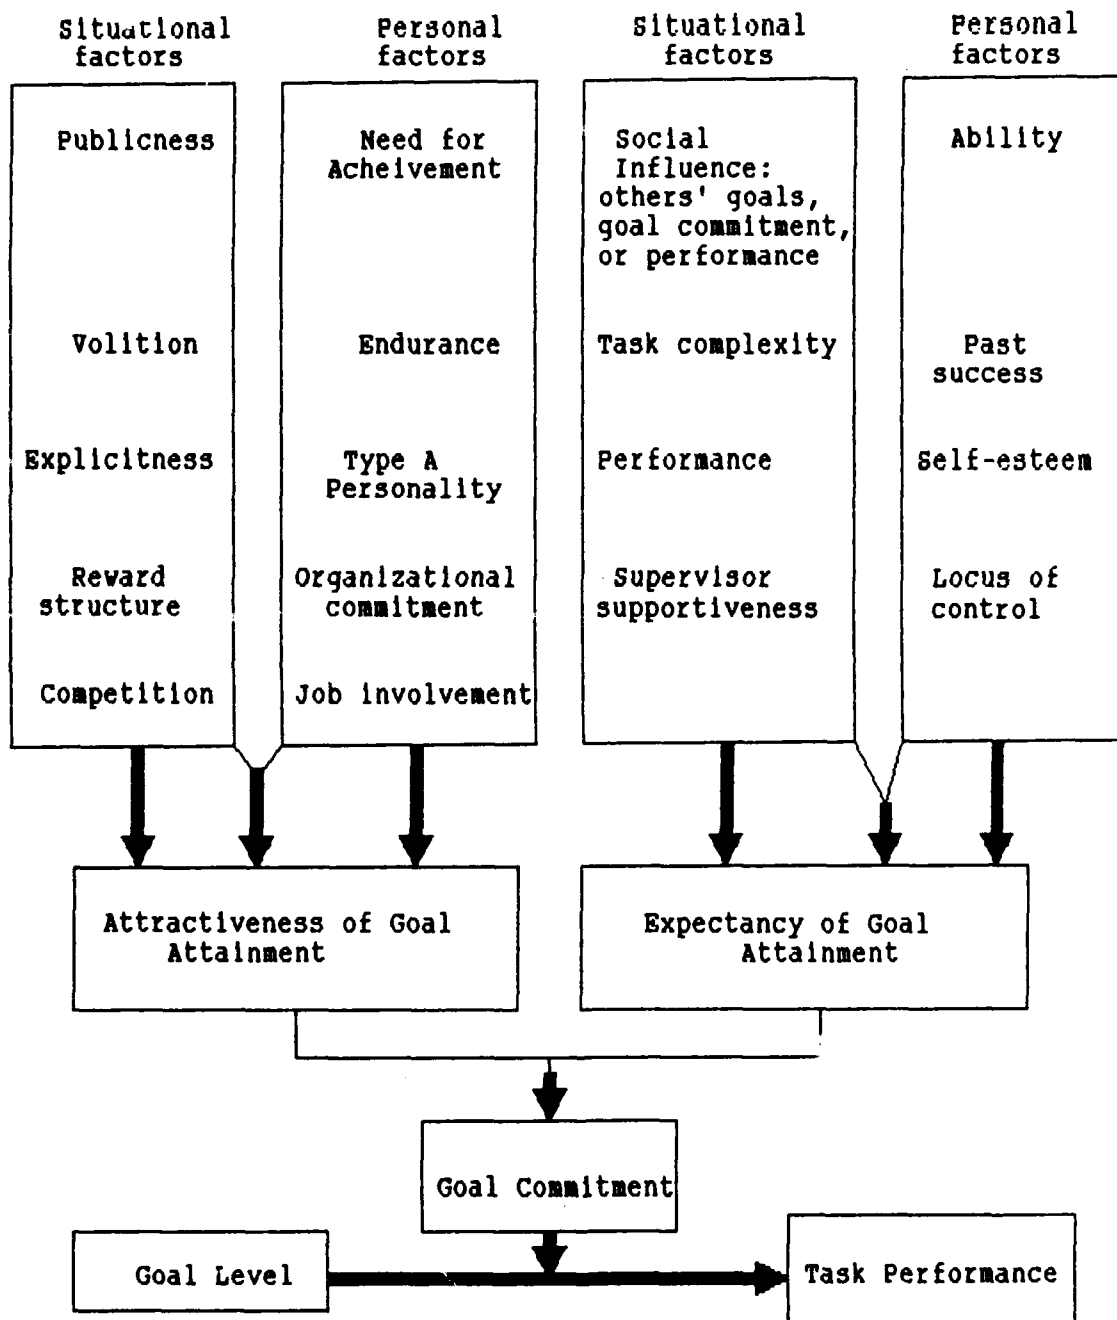 Situational
factors
Personal
factors
Situational
factors
Personal
factors
Publicness
Volition
Explicitness
Reward
structure
Competition
Need for
Acheivement
Endurance
Type A
Personality
Organizational
commitment
Job involvement
Social
Influence:
others' goals,
goal commitment,
or performance
Task complexity
Performance
Supervisor
supportiveness
Ability
Past
success
Self-esteem
Locus of
control
Attractiveness of Goal
Attainment
Expectancy of Goal
Attainment
Goal Commitment
Goal Level
Task Performance